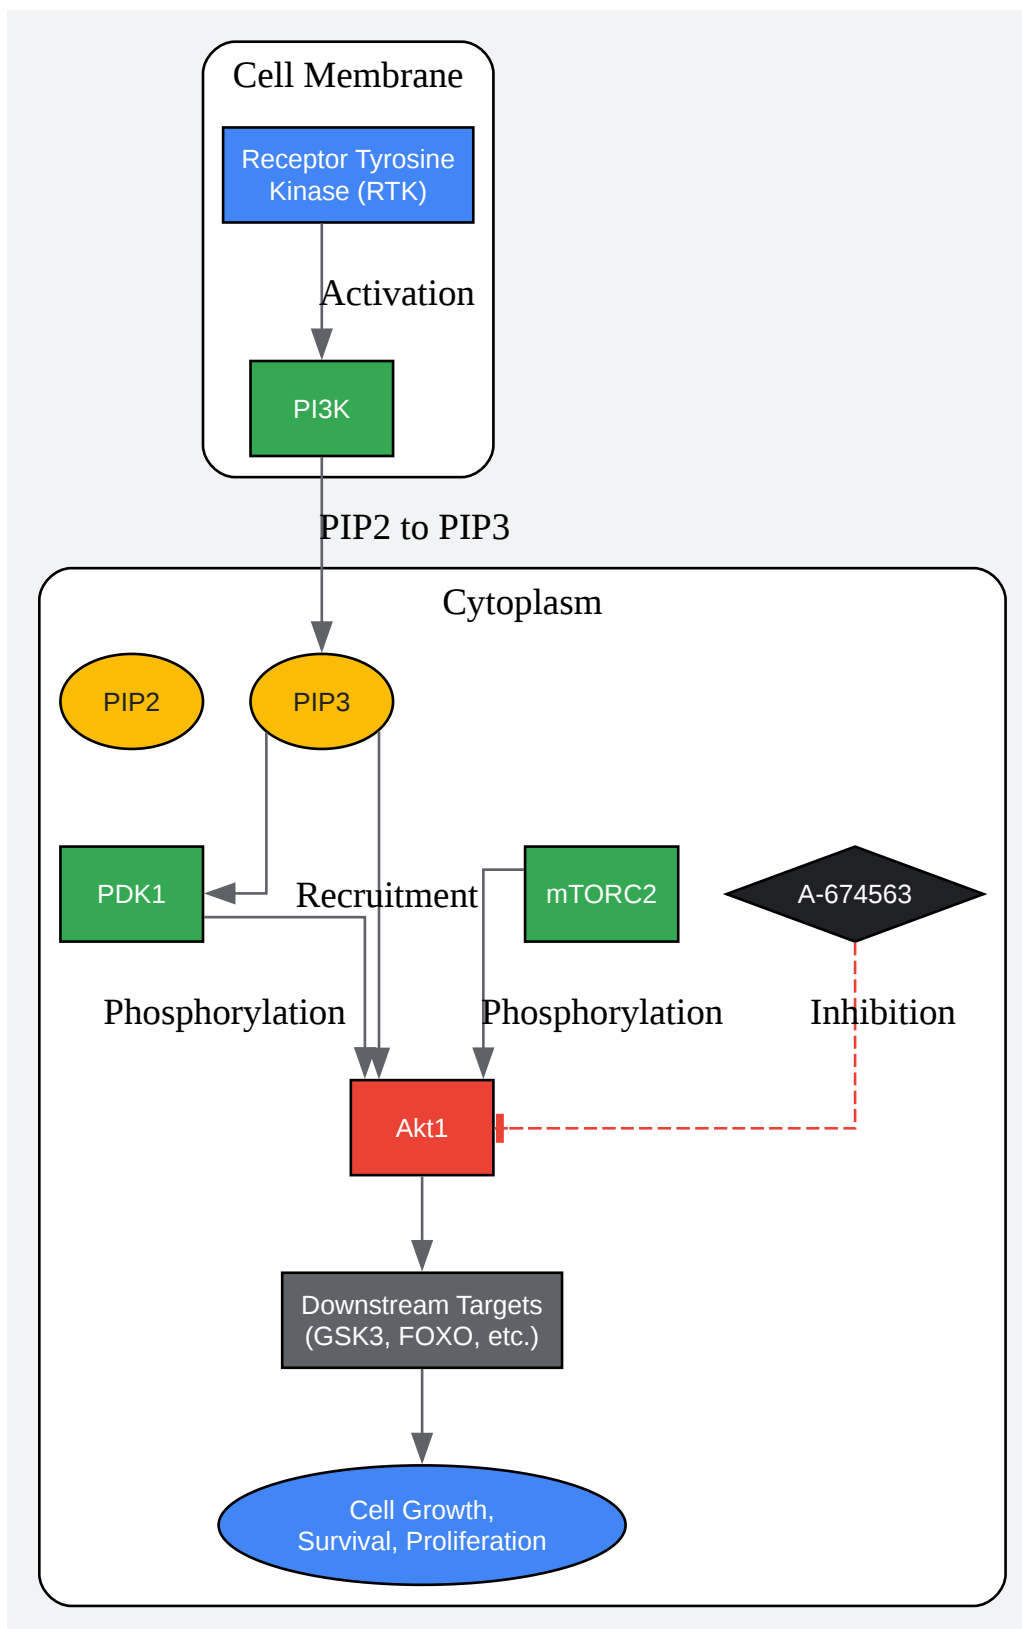 Cell Membrane
Receptor Tyrosine
Kinase (RTK)
Activation
PI3K
PIP2 to PIP3
Cytoplasm
PIP2
PIP3
PDK1
Recruitment
mTORC2
A-674563
Phosphorylation
Phosphorylation
Inhibition
Akt1
Downstream Targets
(GSK3, FOXO, etc.)
Cell Growth,
Survival, Proliferation